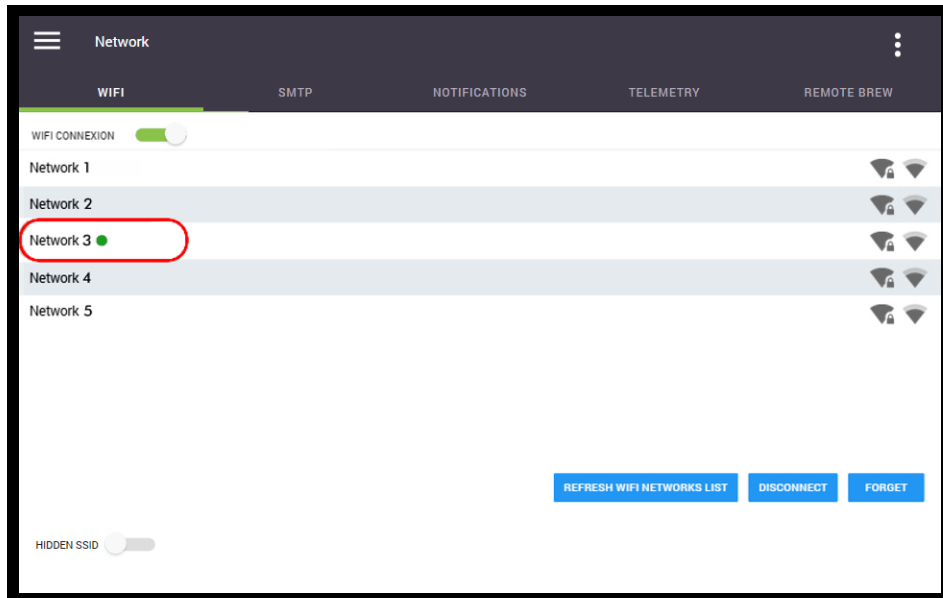 Network
WIFI SMTP NOTIFICATIONS TELEMETRY REMOTE BREW
WIFI CONNEXION
Network 1
Network 2
Network 3
Network 4
Network 5
REFRESH WIFI NETWORKS LIST DISCONNECT FORGET
HIDDEN SSID